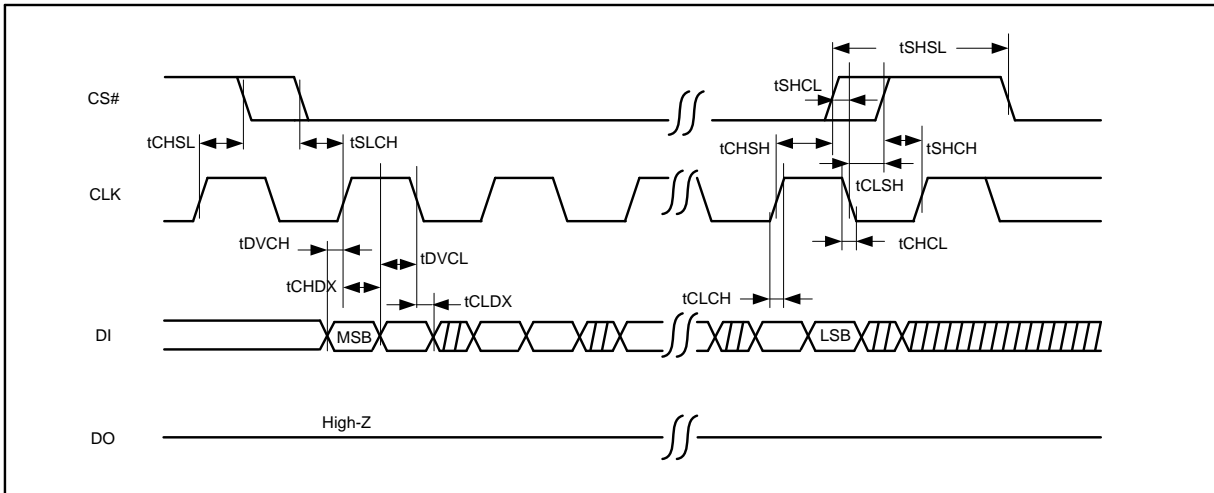 tSHSL
tSHCL
CS#
tCHSL
tSLCH
tCHSH
tSHCH
tCLSH
CLK
tDVCH
tDVCL
tCHCL
tCHDX
tCLDX
tCLCH
DI
MSB
LSB
High-Z
DO